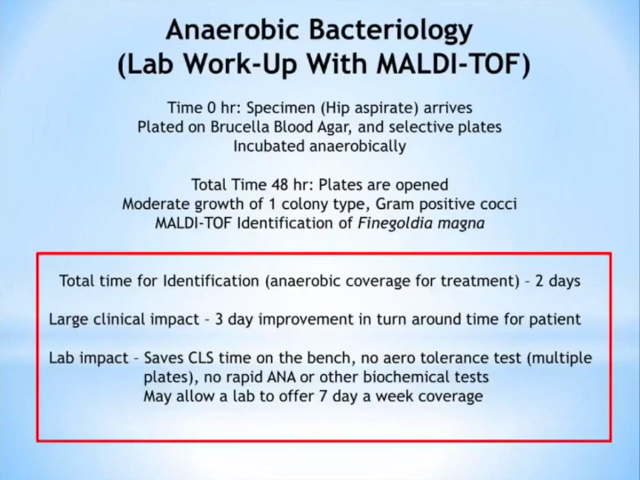 Anaerobic Bacteriology
(Lab Work-Up With MALDI-TOF)
Time 0 hr: Specimen (Hip aspirate) arrives
Plated on Brucella Blood Agar, and selective plates
Incubated anaerobically
Total Time 48 hr: Plates are opened
Moderate growth of 1 colony type, Gram positive cocci
MALDI-TOF Identification of Finegoldia magna
Total time for Identification (anaerobic coverage for treatment) – 2 days
Large clinical impact – 3 day improvement in turn around time for patient
Lab impact – Saves CLS time on the bench, no aero tolerance test (multiple
plates), no rapid ANA or other biochemical tests
May allow a lab to offer 7 day a week coverage